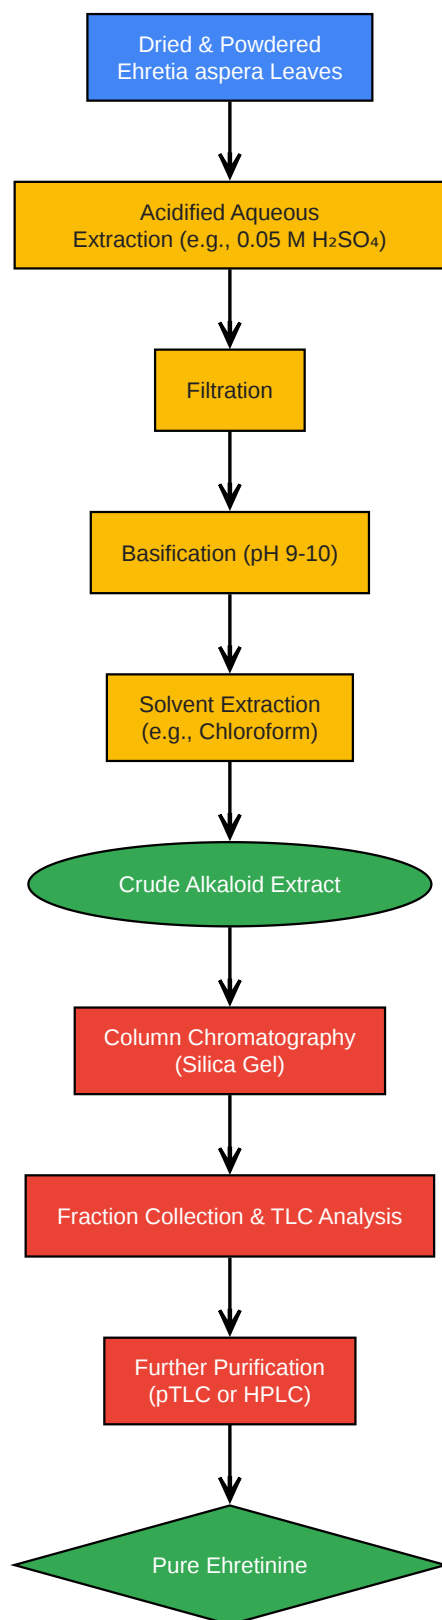 Dried & Powdered
Ehretia aspera Leaves
Acidified Aqueous
Extraction (e.g., 0.05 M H₂SO₄)
Filtration
Basification (pH 9-10)
Solvent Extraction
(e.g., Chloroform)
Crude Alkaloid Extract
Column Chromatography
(Silica Gel)
Fraction Collection & TLC Analysis
Further Purification
(pTLC or HPLC)
Pure Ehretinine